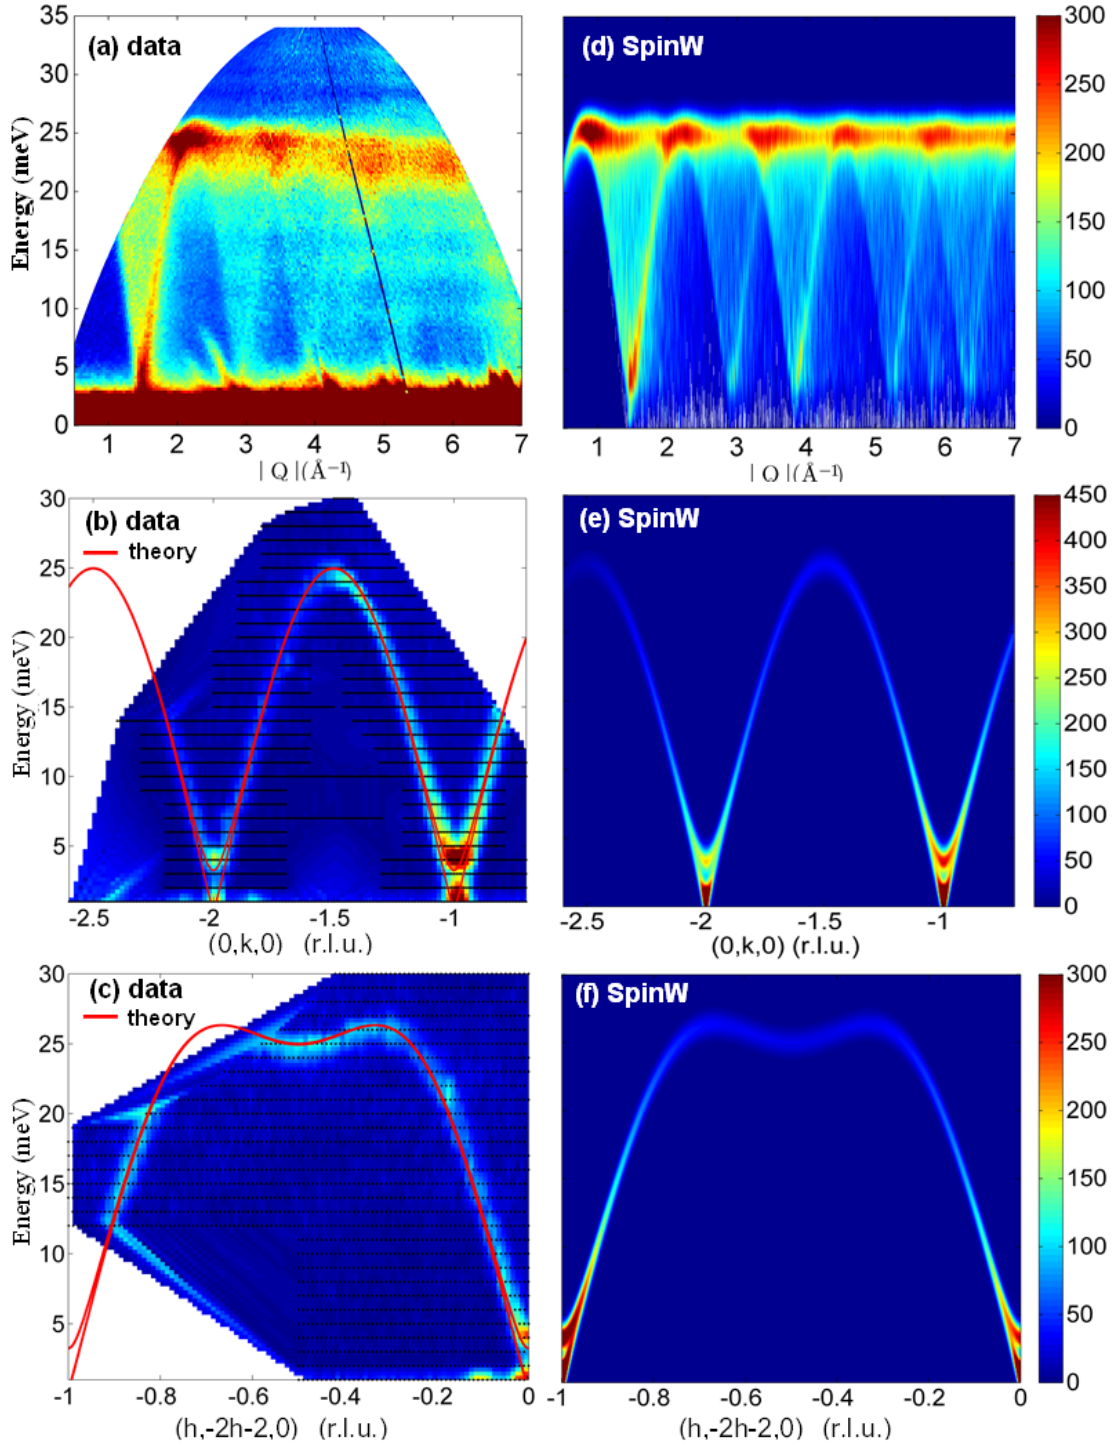 (a) data
Energy (meV)
35
30
25
20
15
10
5
0
1 2 3 4 5 6 7
| Q |(Å⁻¹)
(d) SpinW
1 2 3 4 5 6 7
| Q |(Å⁻¹)
300
250
200
150
100
50
0
(b) data
theory
Energy (meV)
30
25
20
15
10
5
-2.5 -2 -1.5 -1
(0,k,0) (r.l.u.)
(e) SpinW
-2.5 -2 -1.5 -1
(0,k,0) (r.l.u.)
450
400
350
300
250
200
150
100
50
0
(c) data
theory
Energy (meV)
30
25
20
15
10
5
-1 -0.8 -0.6 -0.4 -0.2 0
(h,-2h-2,0) (r.l.u.)
(f) SpinW
-1 -0.8 -0.6 -0.4 -0.2 0
(h,-2h-2,0) (r.l.u.)
300
250
200
150
100
50
0